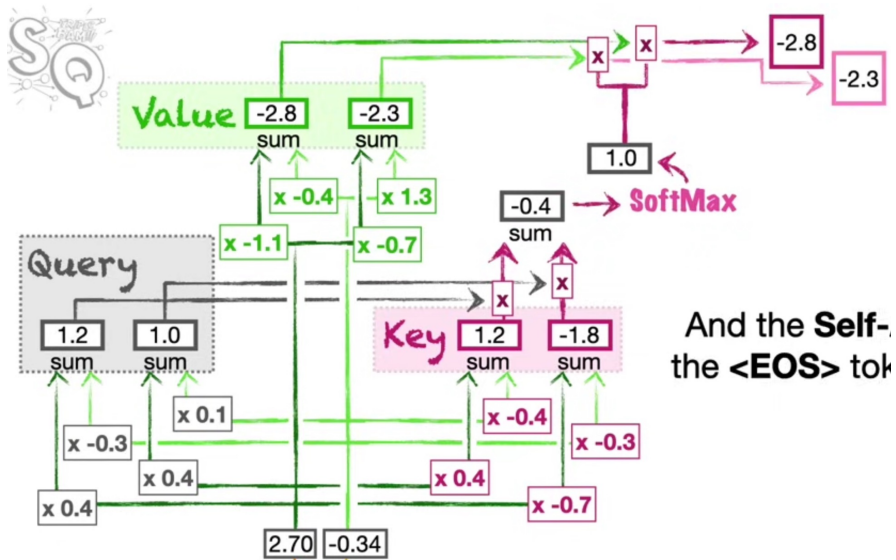 SQ
-2.8
-2.3
x
x
Value
-2.8
-2.3
sum
sum
1.0
SoftMax
x -0.4
x 1.3
-0.4
sum
x -1.1
x -0.7
Query
x
x
1.2
1.0
sum
sum
Key
1.2
-1.8
sum
sum
And the Self-
the <EOS> tok
x 0.1
x -0.4
x -0.3
x -0.3
x 0.4
x 0.4
x 0.4
x -0.7
2.70
-0.34